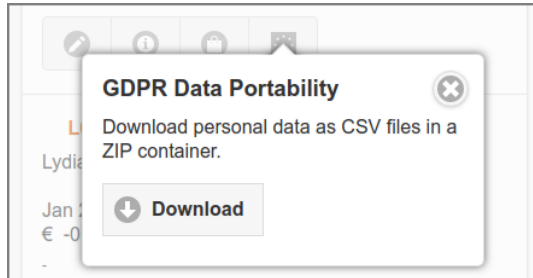 GDPR Data Portability
Download personal data as CSV files in a
ZIP container.
Download
Lydia
Jan 2
€ -0
-